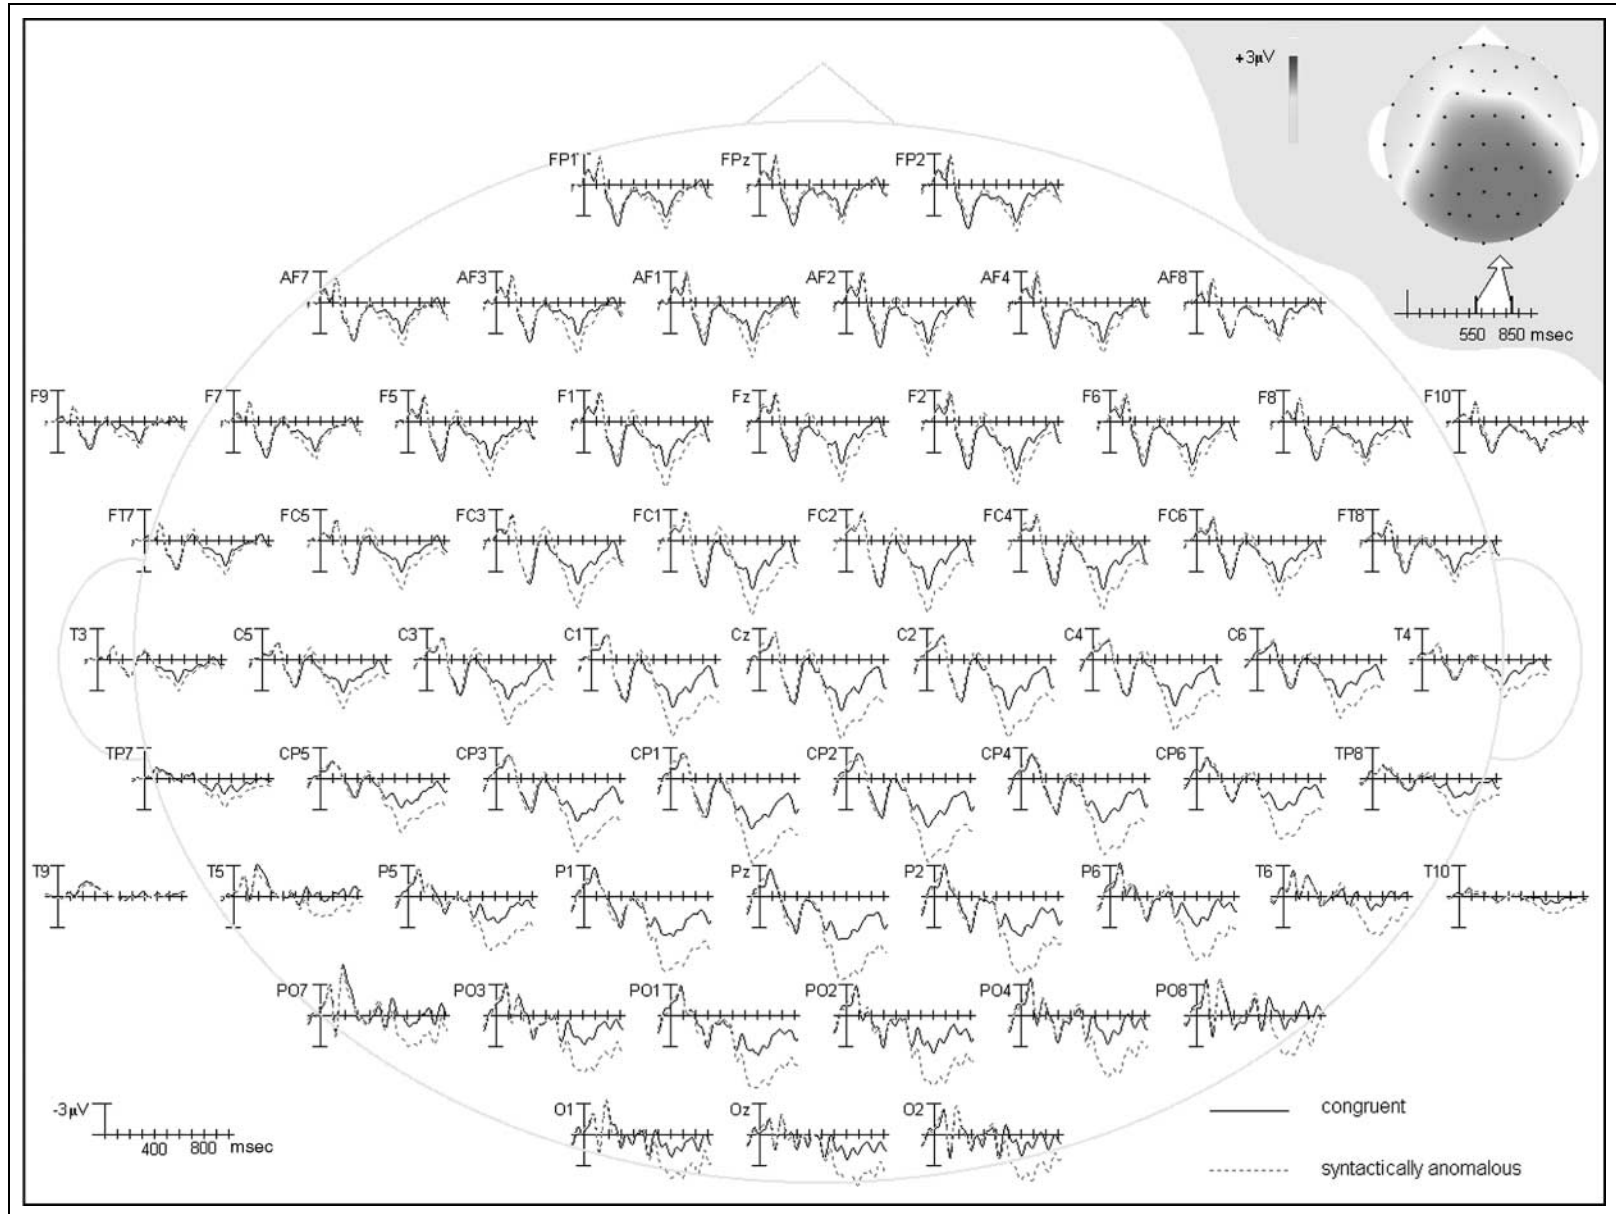 +3µV
550 850 msec
FP1 FPz FP2
AF7 AF3 AF1 AF2 AF4 AF8
F9 F7 F5 F1 Fz F2 F6 F8 F10
FT7 FC5 FC3 FC1 FC2 FC4 FC6 FT8
T3 C5 C3 C1 Cz C2 C4 C6 T4
TP7 CP5 CP3 CP1 CP2 CP4 CP6 TP8
T9 T5 P5 P1 Pz P2 P6 T6 T10
PO7 PO3 PO1 PO2 PO4 PO8
O1 Oz O2
-3µV
400 800 msec
congruent
syntactically anomalous